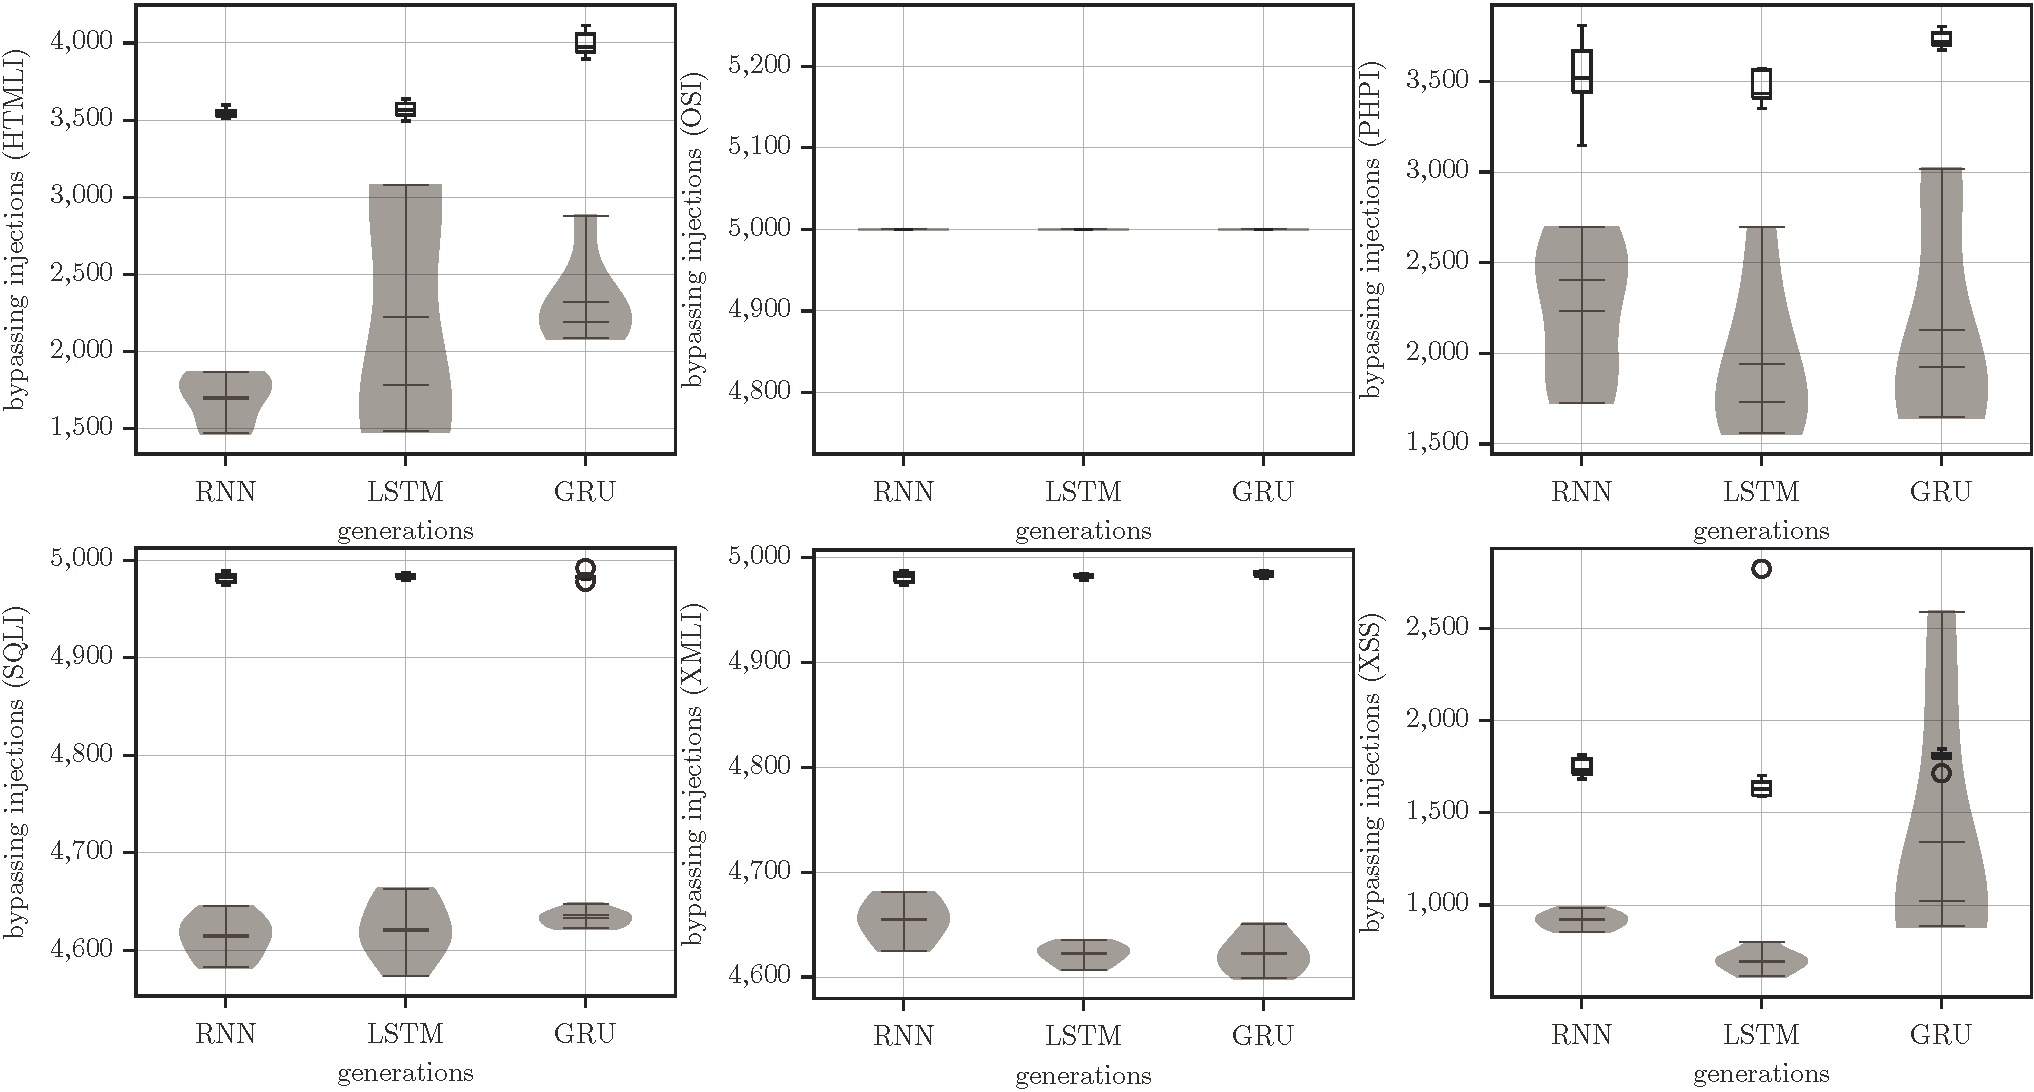 bypassing injections (HTMLI)
4,000
3,500
3,000
2,500
2,000
1,500
RNN LSTM GRU
generations
bypassing injections (OSI)
5,200
5,100
5,000
4,900
4,800
RNN LSTM GRU
generations
bypassing injections (PHPI)
3,500
3,000
2,500
2,000
1,500
RNN LSTM GRU
generations
bypassing injections (SQLI)
5,000
4,900
4,800
4,700
4,600
RNN LSTM GRU
generations
bypassing injections (XMLI)
5,000
4,900
4,800
4,700
4,600
RNN LSTM GRU
generations
bypassing injections (XSS)
2,500
2,000
1,500
1,000
RNN LSTM GRU
generations